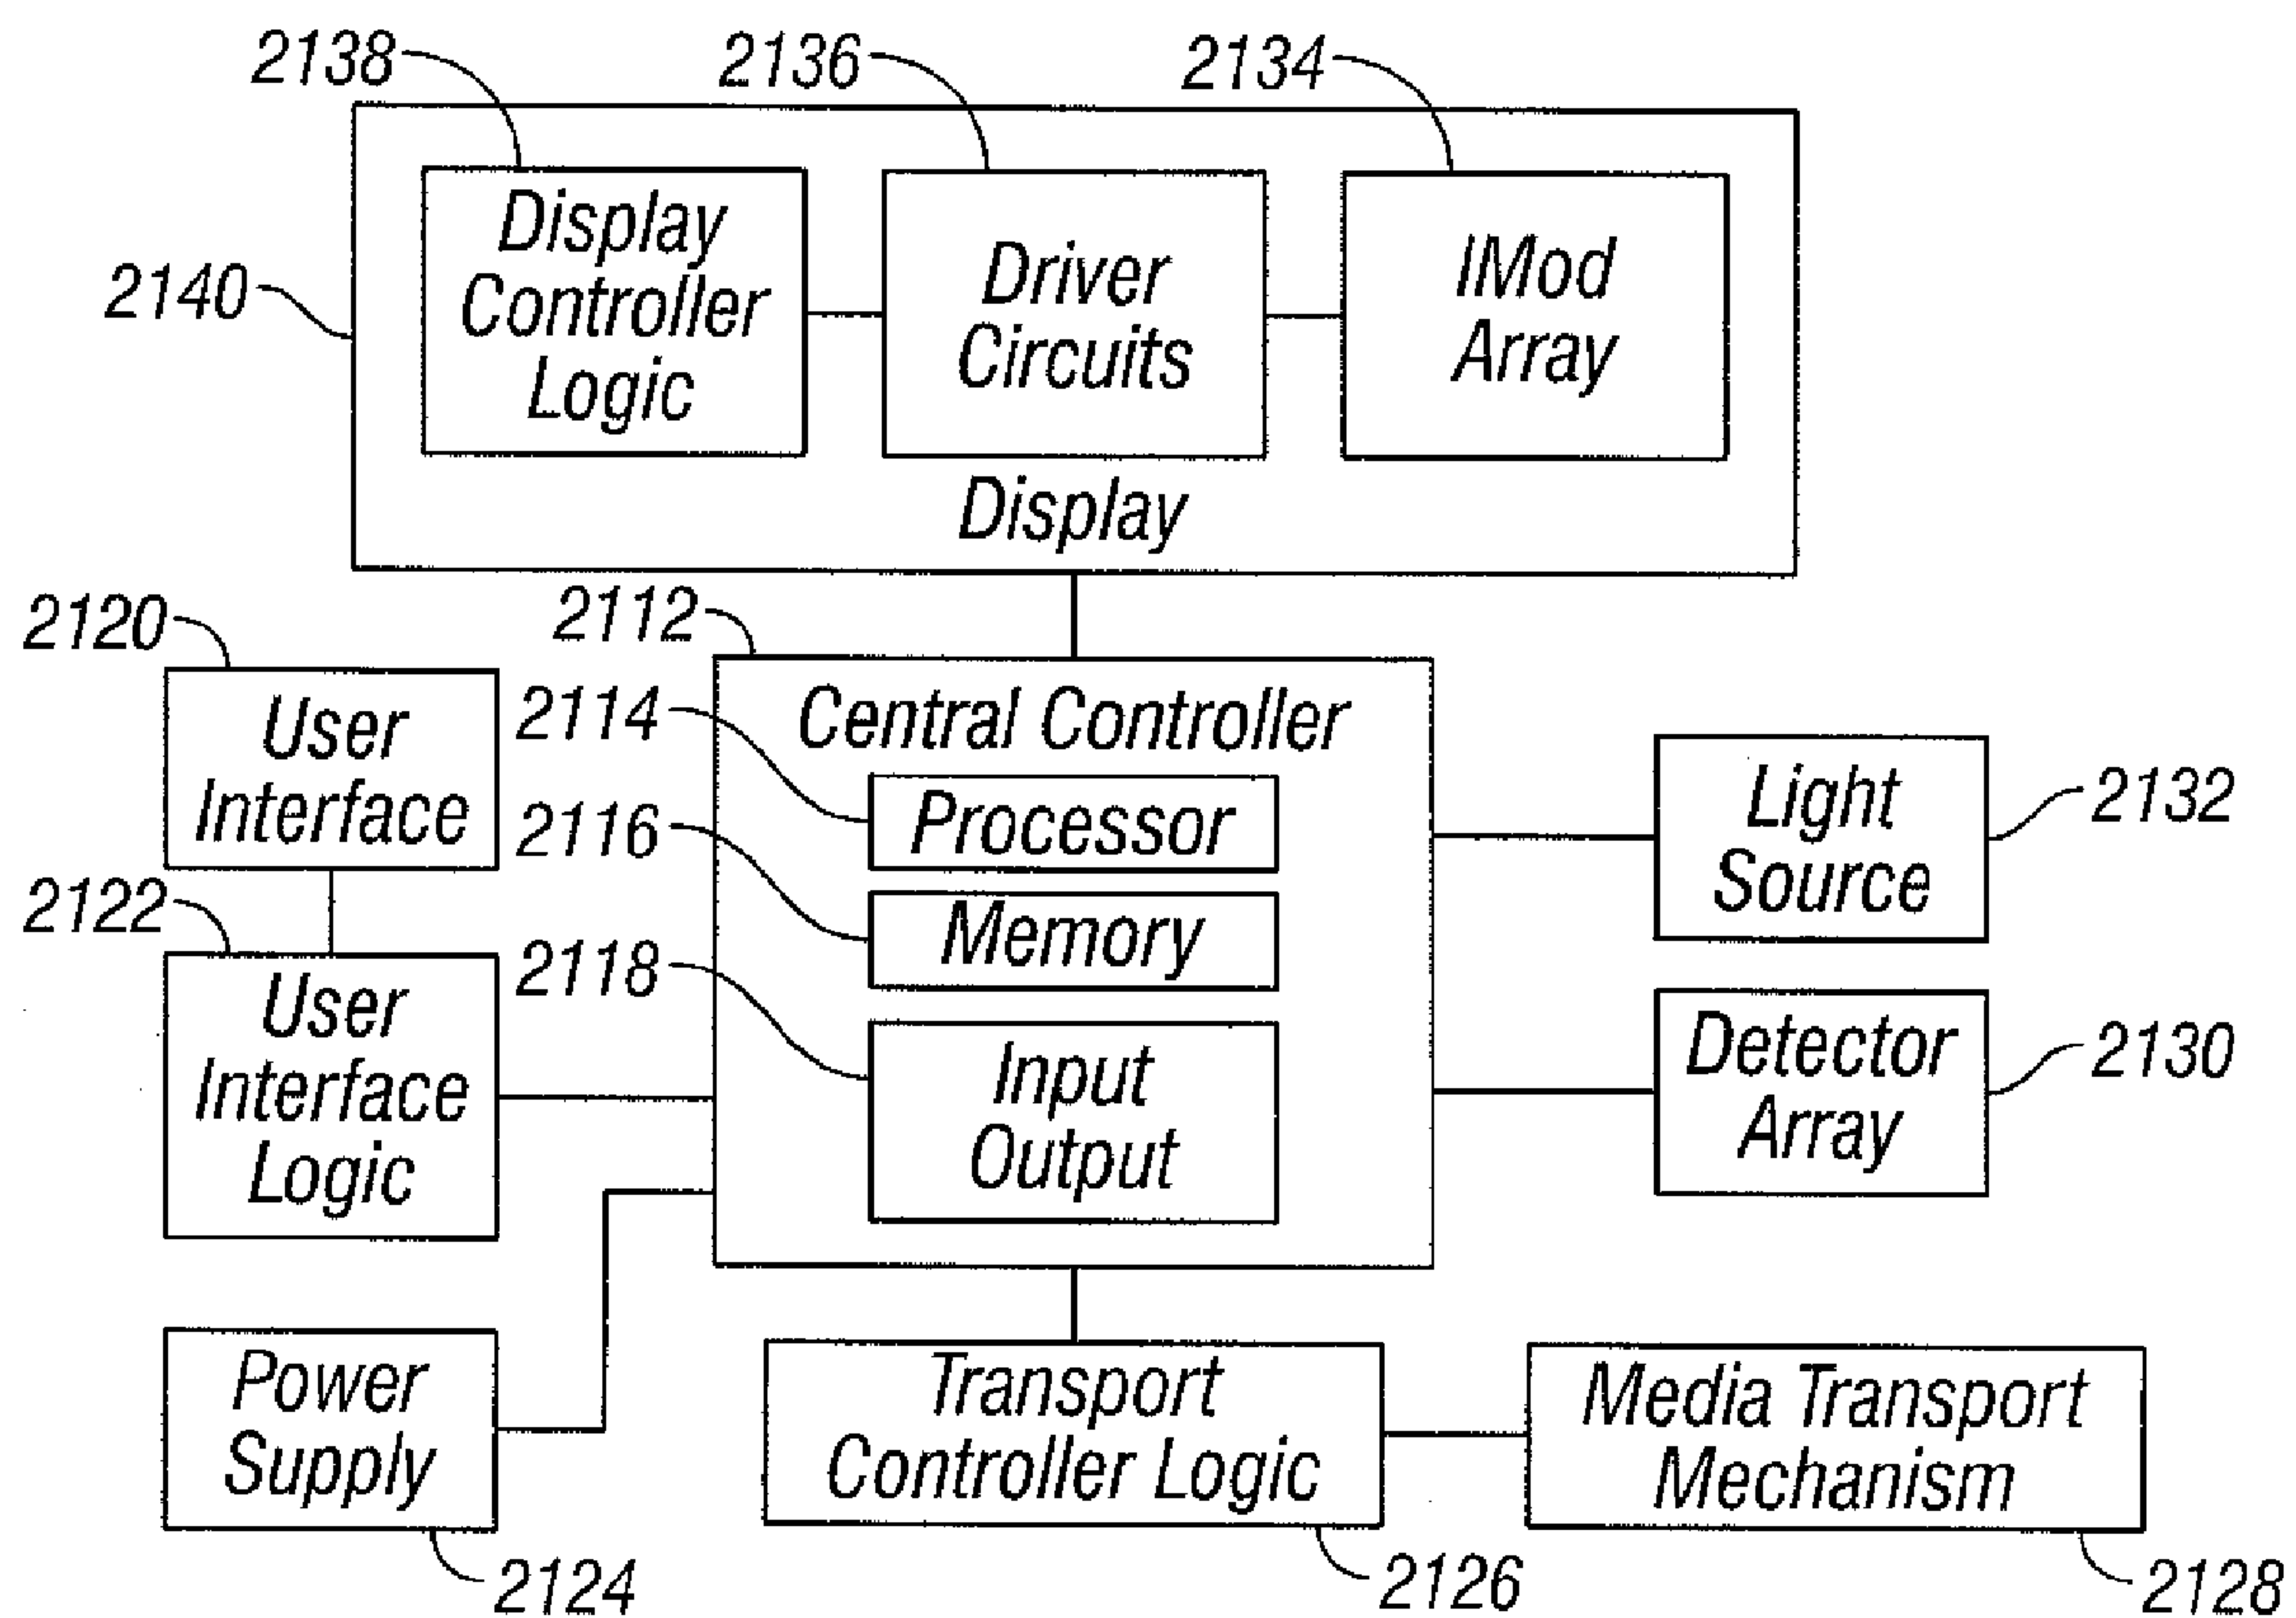 2138
2136
2134
Display
Controller
Logic
Driver
Circuits
IMod
Array
2140
Display
2120
2112
User
Interface
2114
Central Controller
Processor
2116
Memory
2118
Input
Output
Light
Source
2132
2122
User
Interface
Logic
Detector
Array
2130
Power
Supply
2124
Transport
Controller Logic
2126
Media Transport
Mechanism
2128